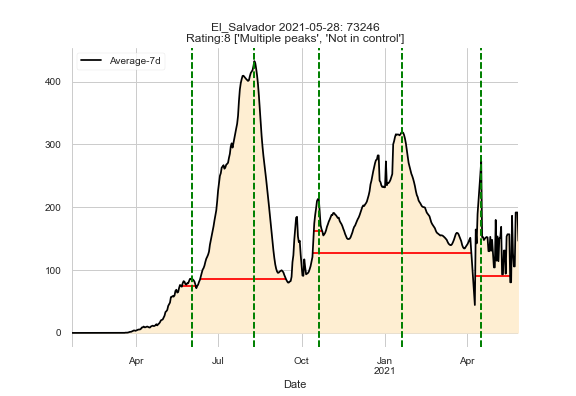 El_Salvador 2021-05-28: 73246
Rating:8 ['Multiple peaks', 'Not in control']
Average-7d
400
300
200
100
0
Apr
Jul
Oct
Jan
2021
Apr
Date